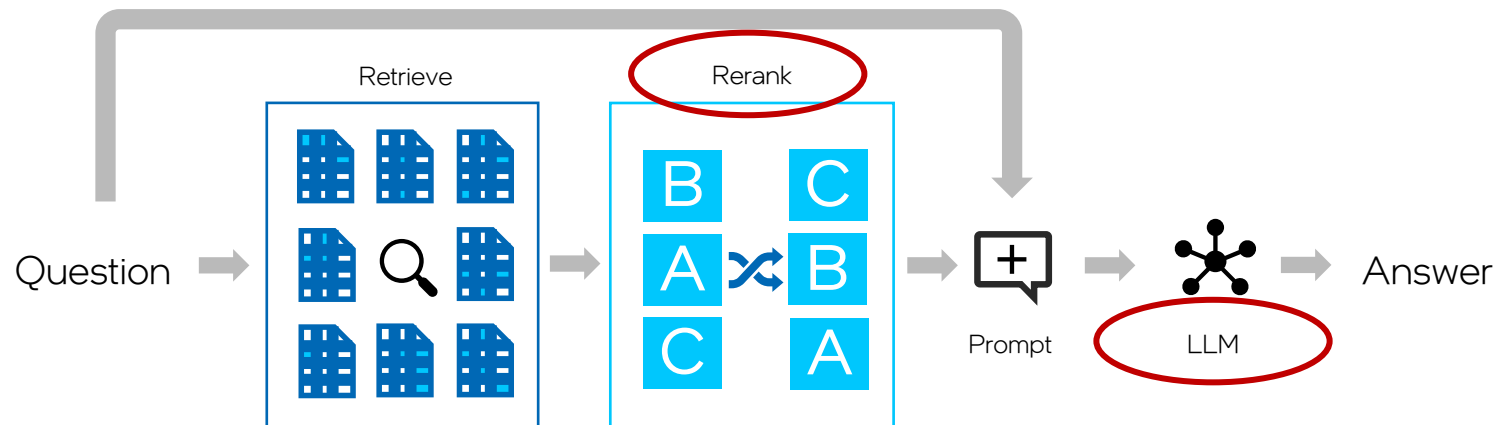 Retrieve
Rerank
B
C
Question
A
B
Answer
C
A
Prompt
LLM